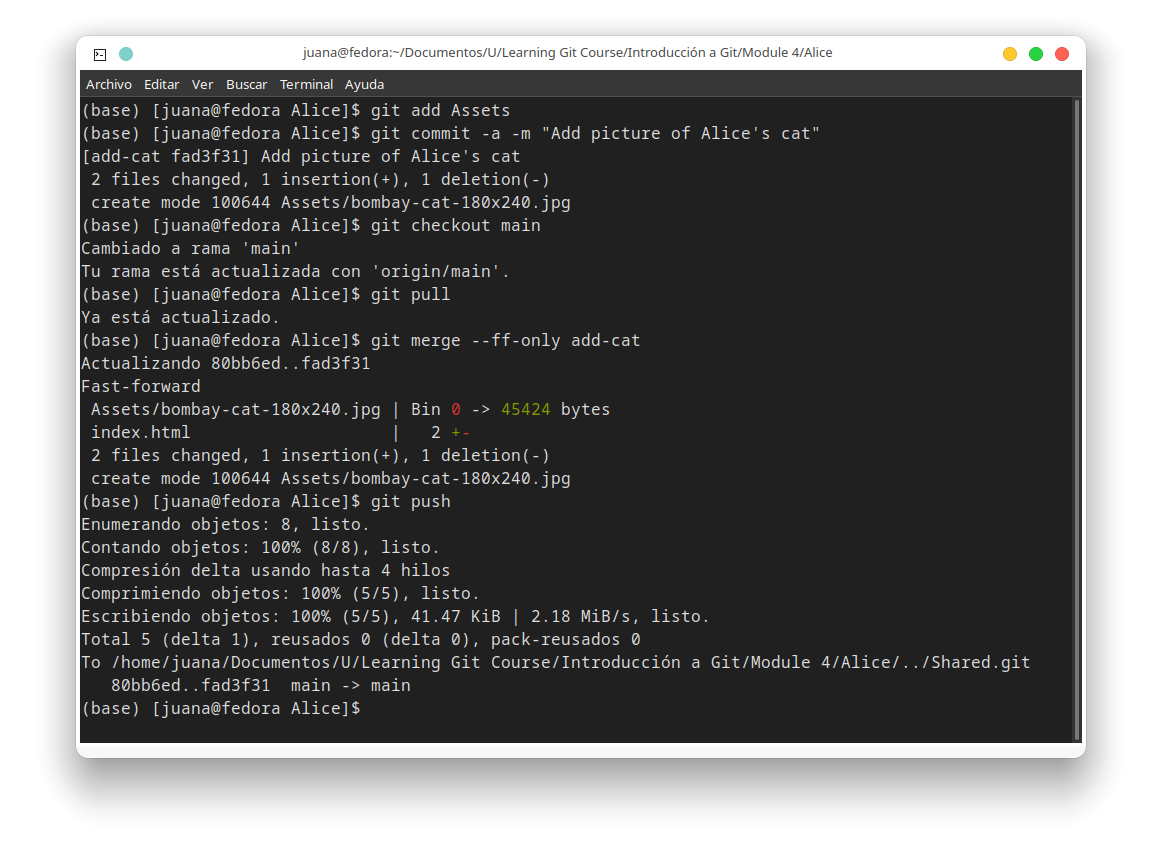 juana@fedora:~/Documentos/U/Learning Git Course/Introducción a Git/Module 4/Alice
Archivo Editar Ver Buscar Terminal Ayuda
(base) [juana@fedora Alice]$ git add Assets
(base) [juana@fedora Alice]$ git commit -a -m "Add picture of Alice's cat"
[add-cat fad3f31] Add picture of Alice's cat
 2 files changed, 1 insertion(+), 1 deletion(-)
 create mode 100644 Assets/bombay-cat-180x240.jpg
(base) [juana@fedora Alice]$ git checkout main
Cambiado a rama 'main'
Tu rama está actualizada con 'origin/main'.
(base) [juana@fedora Alice]$ git pull
Ya está actualizado.
(base) [juana@fedora Alice]$ git merge --ff-only add-cat
Actualizando 80bb6ed..fad3f31
Fast-forward
 Assets/bombay-cat-180x240.jpg | Bin 0 -> 45424 bytes
 index.html                    |   2 +-
 2 files changed, 1 insertion(+), 1 deletion(-)
 create mode 100644 Assets/bombay-cat-180x240.jpg
(base) [juana@fedora Alice]$ git push
Enumerando objetos: 8, listo.
Contando objetos: 100% (8/8), listo.
Compresión delta usando hasta 4 hilos
Comprimiendo objetos: 100% (5/5), listo.
Escribiendo objetos: 100% (5/5), 41.47 KiB | 2.18 MiB/s, listo.
Total 5 (delta 1), reusados 0 (delta 0), pack-reusados 0
To /home/juana/Documentos/U/Learning Git Course/Introducción a Git/Module 4/Alice/../Shared.git
   80bb6ed..fad3f31  main -> main
(base) [juana@fedora Alice]$